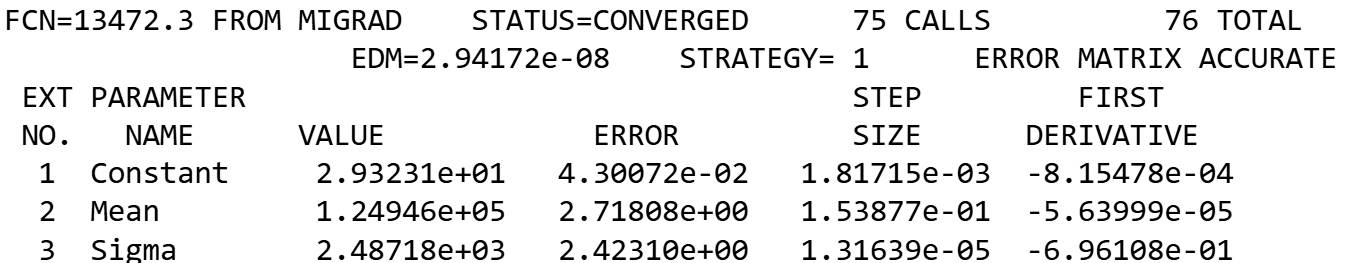 FCN=13472.3 FROM MIGRAD    STATUS=CONVERGED      75 CALLS          76 TOTAL
EDM=2.94172e-08    STRATEGY= 1      ERROR MATRIX ACCURATE
EXT PARAMETER                                   STEP         FIRST
NO.   NAME      VALUE            ERROR          SIZE      DERIVATIVE
1  Constant     2.93231e+01   4.30072e-02   1.81715e-03  -8.15478e-04
2  Mean         1.24946e+05   2.71808e+00   1.53877e-01  -5.63999e-05
3  Sigma        2.48718e+03   2.42310e+00   1.31639e-05  -6.96108e-01